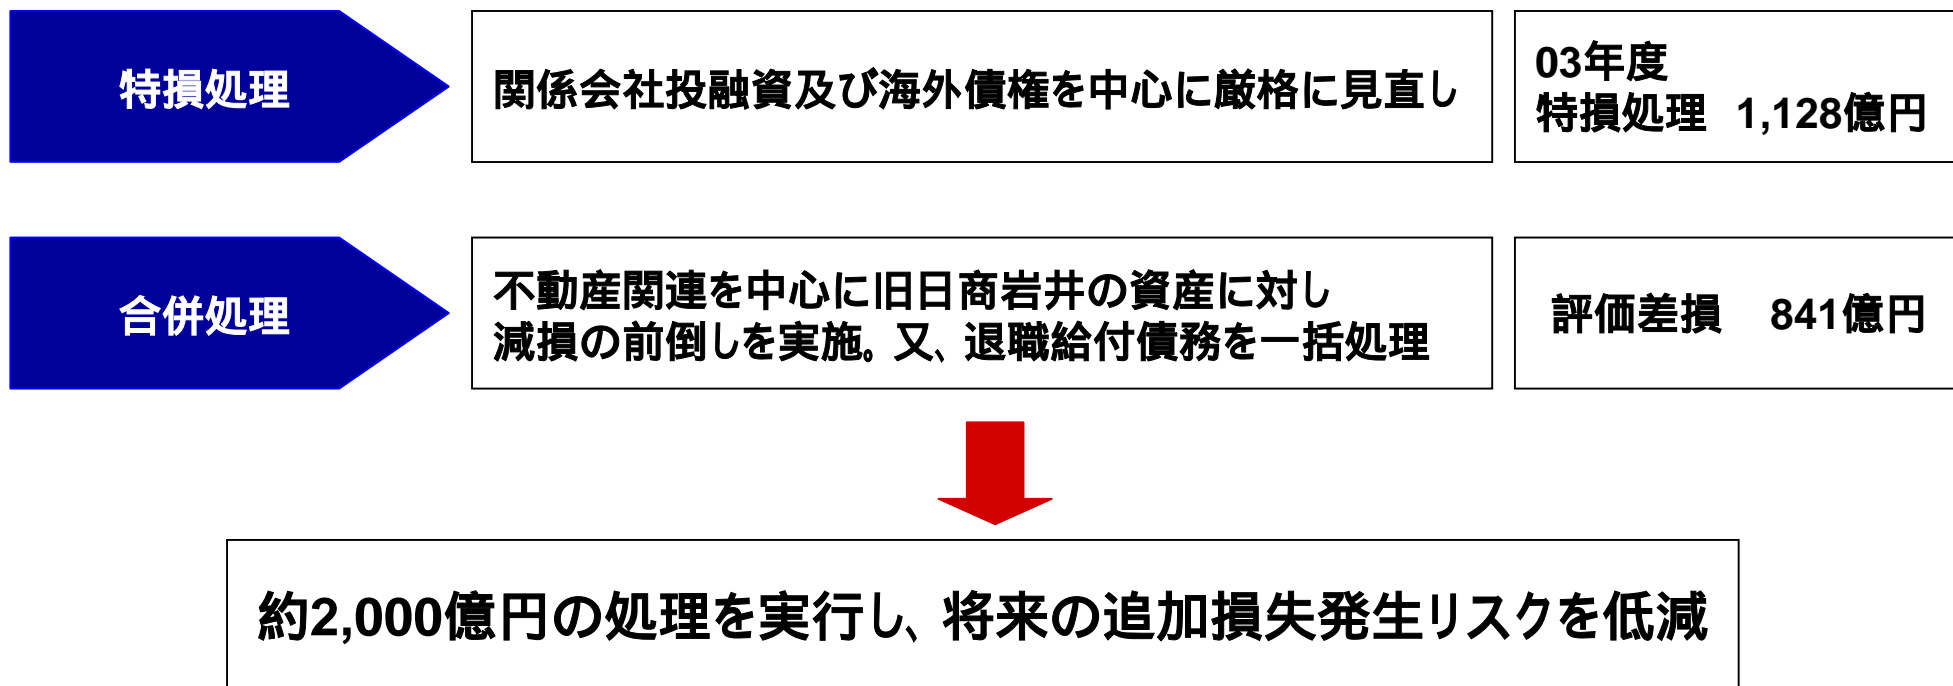 特損処理
関係会社投融資及び海外債権を中心に厳格に見直し
03年度
特損処理 1,128億円
合併処理
不動産関連を中心に旧日商岩井の資産に対し
減損の前倒しを実施。又、退職給付債務を一括処理
評価差損 841億円
約2,000億円の処理を実行し、将来の追加損失発生リスクを低減